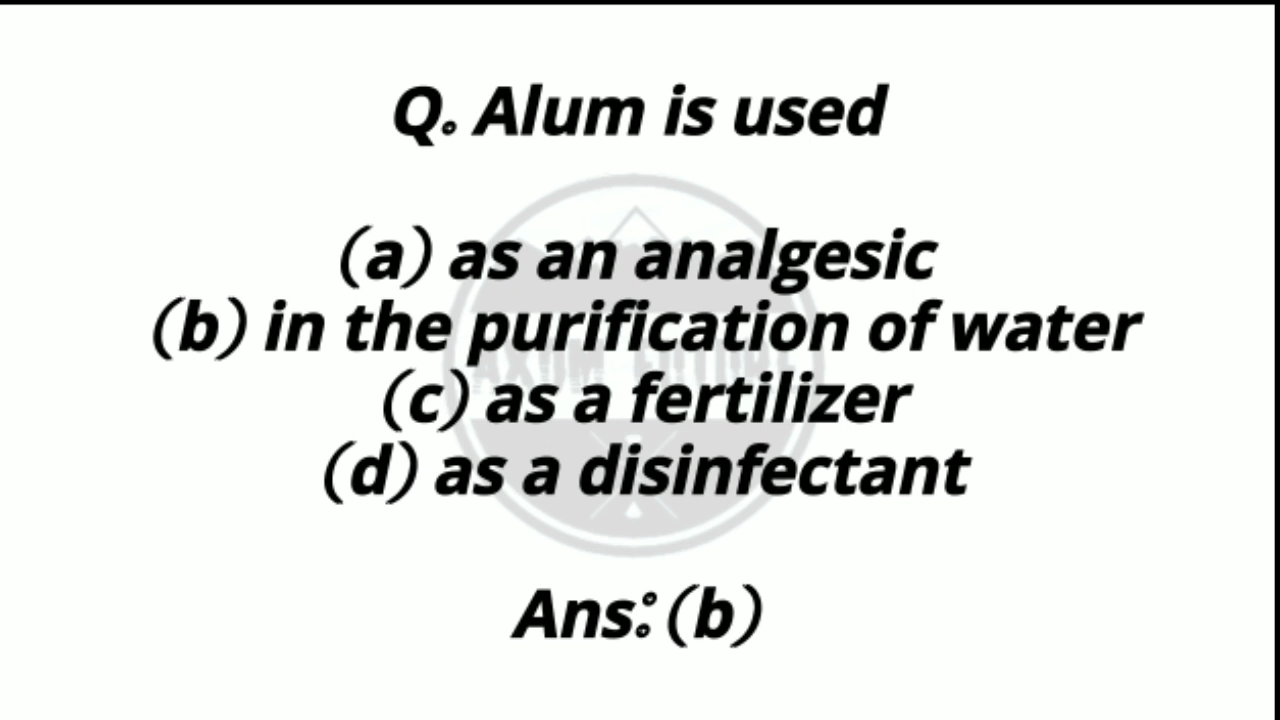 Q. Alum is used
(a) as an analgesic
(b) in the purification of water
(c) as a fertilizer
(d) as a disinfectant
Ans: (b)